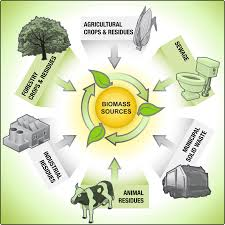 AGRICULTURAL
CROPS & RESIDUES
SEWAGE
FORESTRY
CROPS & RESIDUES
BIOMASS
SOURCES
INDUSTRIAL
RESIDUES
MUNICIPAL
SOLID WASTE
ANIMAL
RESIDUES